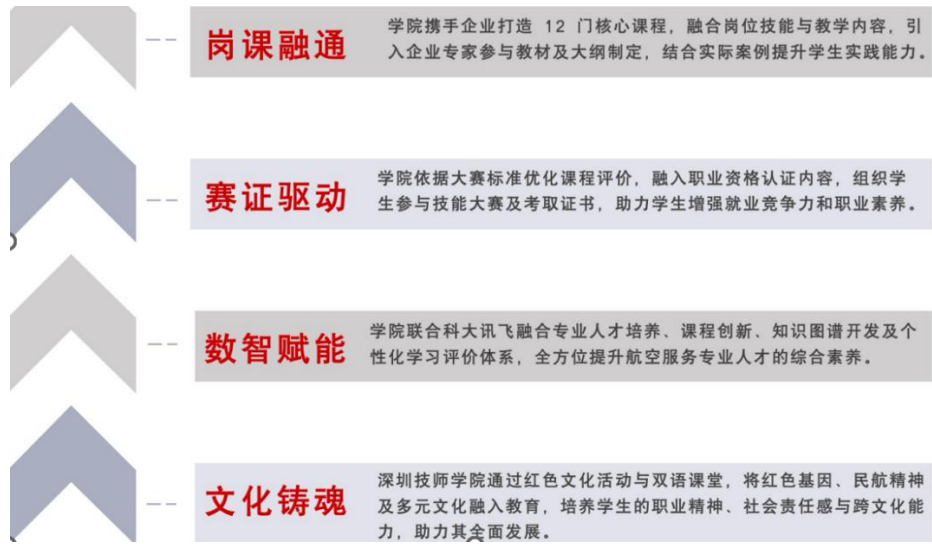 岗课融通
学院携手企业打造 12 门核心课程，融合岗位技能与教学内容，引
入企业专家参与教材及大纲制定，结合实际案例提升学生实践能力。
赛证驱动
学院依据大赛标准优化课程评价，融入职业资格认证内容，组织学
生参与技能大赛及考取证书，助力学生增强就业竞争力和职业素养。
数智赋能
学院联合科大讯飞融合专业人才培养、课程创新、知识图谱开发及个
性化学习评价体系，全方位提升航空服务专业人才的综合素养。
文化铸魂
深圳技师学院通过红色文化活动与双语课堂，将红色基因、民航精神
及多元文化融入教育，培养学生的职业精神、社会责任感与跨文化能
力，助力其全面发展。